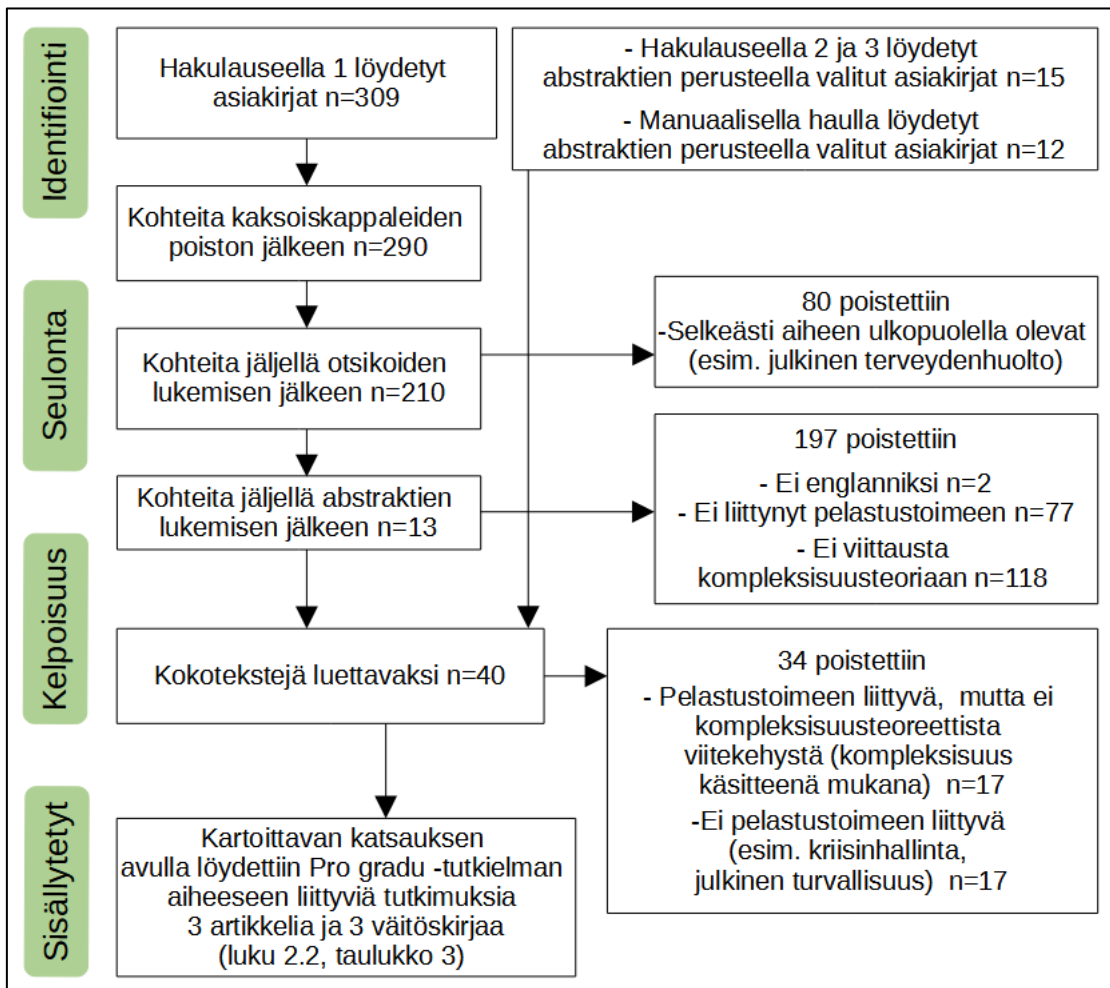 Identifiointi
Hakulauseella 1 löydetyt
asiakirjat n=309
- Hakulauseella 2 ja 3 löydetyt
abstraktien perusteella valitut asiakirjat n=15
- Manuaalisella haulla löydetyt
abstraktien perusteella valitut asiakirjat n=12
Kohteita kaksoiskappaleiden
poiston jälkeen n=290
Seulonta
Kohteita jäljellä otsikoiden
lukemisen jälkeen n=210
80 poistettiin
-Selkeästi aiheen ulkopuolella olevat
(esim. julkinen terveydenhuolto)
Kohteita jäljellä abstraktien
lukemisen jälkeen n=13
197 poistettiin
- Ei englanniksi n=2
- Ei liittynyt pelastustoimeen n=77
- Ei viittausta
kompleksisuusteoriaan n=118
Kelpoisuus
Kokotekstejä luettavaksi n=40
34 poistettiin
- Pelastustoimeen liittyvä, mutta ei
kompleksisuusteoreettista
viitekehystä (kompleksisuus
käsitteenä mukana) n=17
-Ei pelastustoimeen liittyvä
(esim. kriisinhallinta,
julkinen turvallisuus) n=17
Sisällytetyt
Kartoittavan katsauksen
avulla löydettiin Pro gradu -tutkielman
aiheeseen liittyviä tutkimuksia
3 artikkelia ja 3 väitöskirjaa
(luku 2.2, taulukko 3)